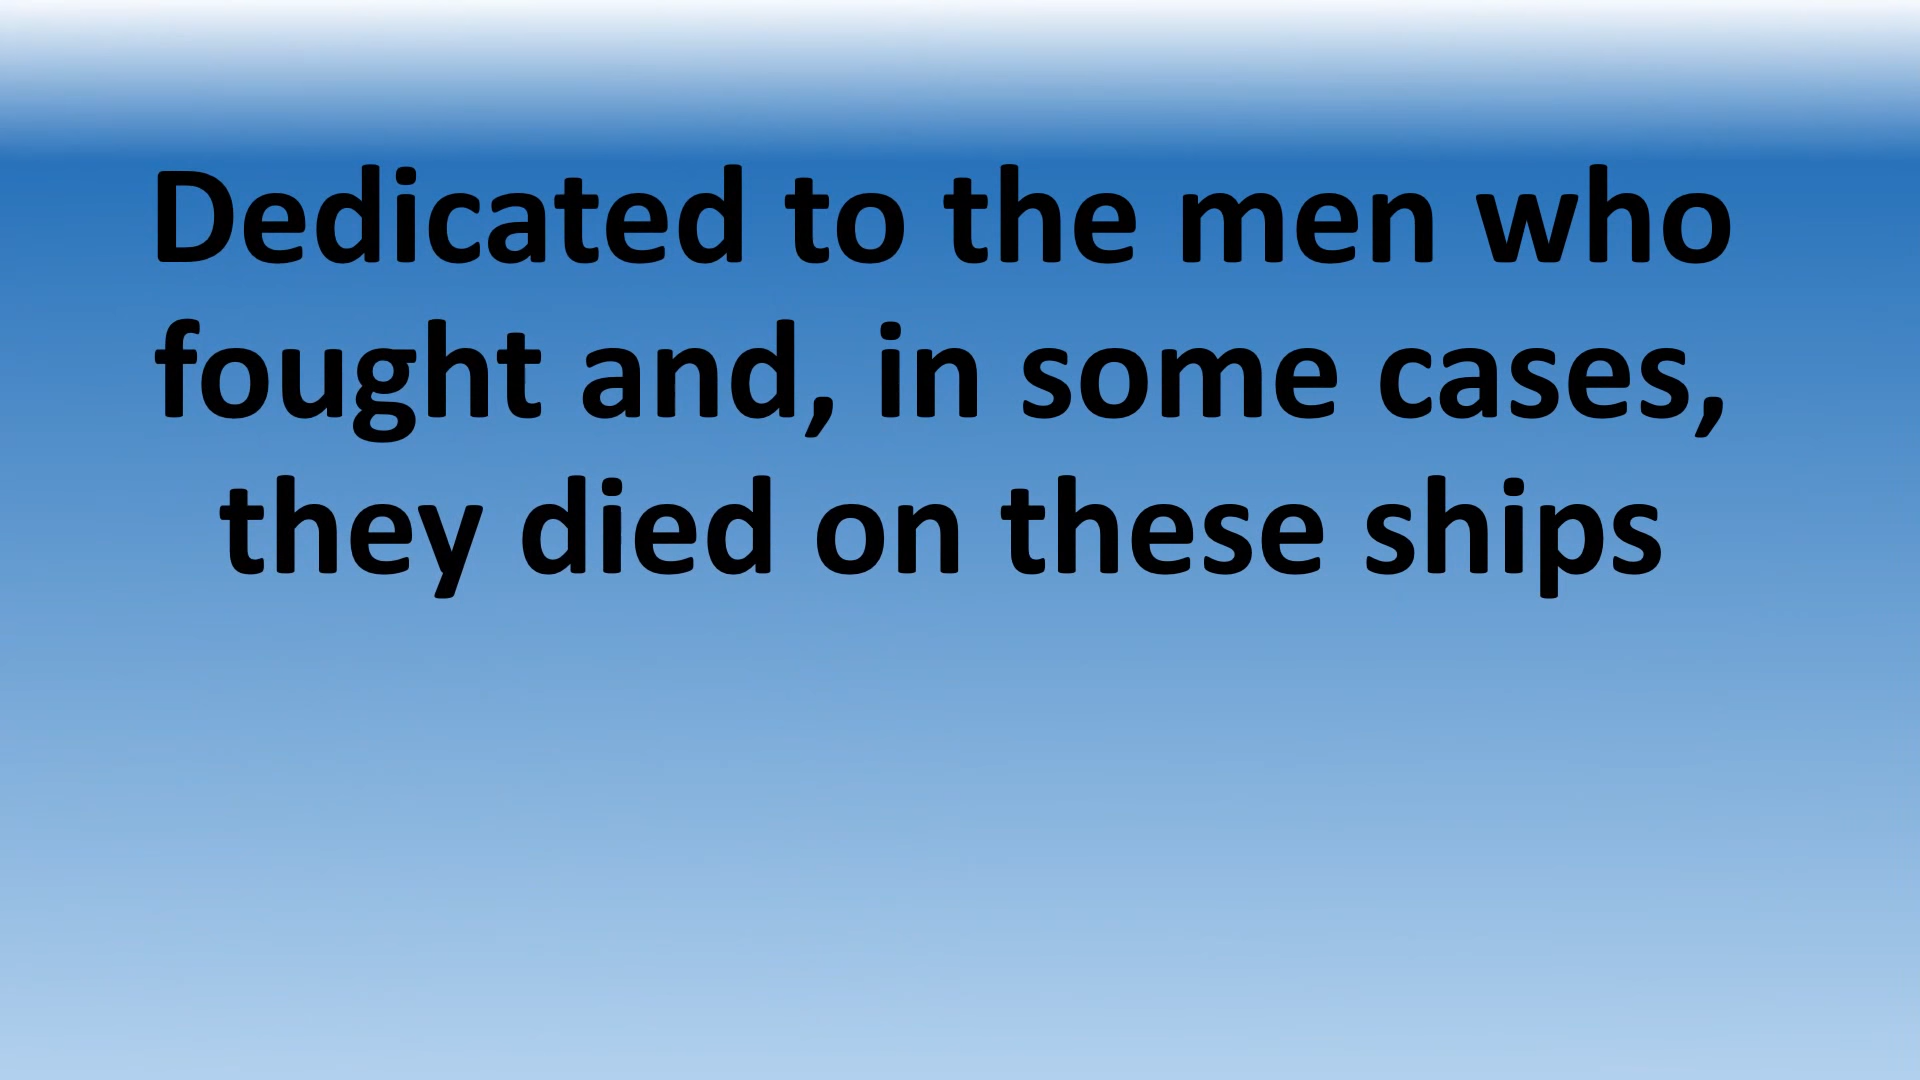 Dedicated to the men who
fought and, in some cases,
they died on these ships